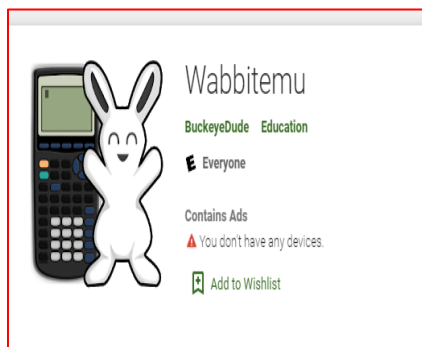 Wabbitemu
BuckeyeDude Education
E Everyone
Contains Ads
You don't have any devices.
Add to Wishlist